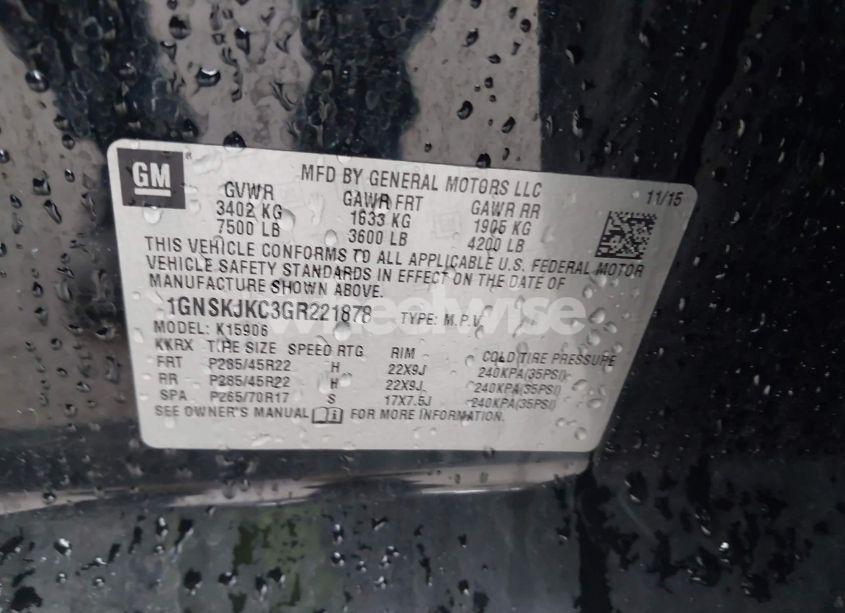 GM
MFD BY GENERAL MOTORS LLC
11/15
GVWR GAWR FRT GAWR RR
3402 KG 1633 KG 1905 KG
7500 LB 3600 LB 4200 LB
THIS VEHICLE CONFORMS TO ALL APPLICABLE U.S. FEDERAL MOTOR
VEHICLE SAFETY STANDARDS IN EFFECT ON THE DATE OF
MANUFACTURE SHOWN ABOVE.
1GNSKJKC3GR221878 TYPE: M.P.V.
wheelwise
MODEL: K15906
KKRX TIRE SIZE SPEED RTG RIM COLD TIRE PRESSURE
FRT P285/45R22 H 22X9J 240KPA(35PSI)
RR P285/45R22 H 22X9J 240KPA(35PSI)
SPA P265/70R17 S 17X7.5J 240KPA(35PSI)
SEE OWNER'S MANUAL FOR MORE INFORMATION.